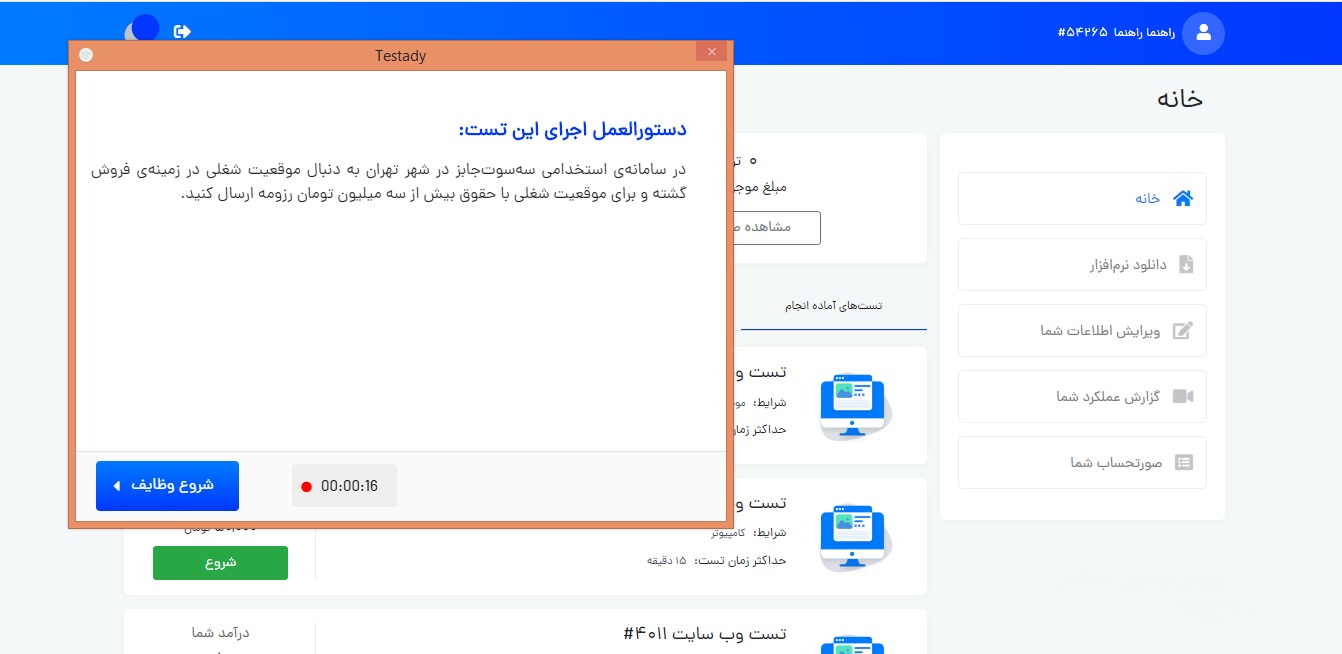 راهنما راهنما #۵۴۲۶۵
خانه
خانه
دانلود نرم‌افزار
ویرایش اطلاعات شما
گزارش عملکرد شما
صورتحساب شما
Testady
دستورالعمل اجرای این تست:
در سامانه‌ی استخدامی سه‌سوت‌جابز در شهر تهران به دنبال موقعیت شغلی در زمینه‌ی فروش
گشته و برای موقعیت شغلی با حقوق بیش از سه میلیون تومان رزومه ارسال کنید.
00:00:16
شروع وظایف
۰
مبلغ
مشاهده
تست‌های آماده انجام
تست
شرایط:
حداکثر
تست
شرایط: کامپیوتر
حداکثر زمان تست: ۱۵ دقیقه
شروع
تست وب سایت ۴۰۱۱#
درآمد شما